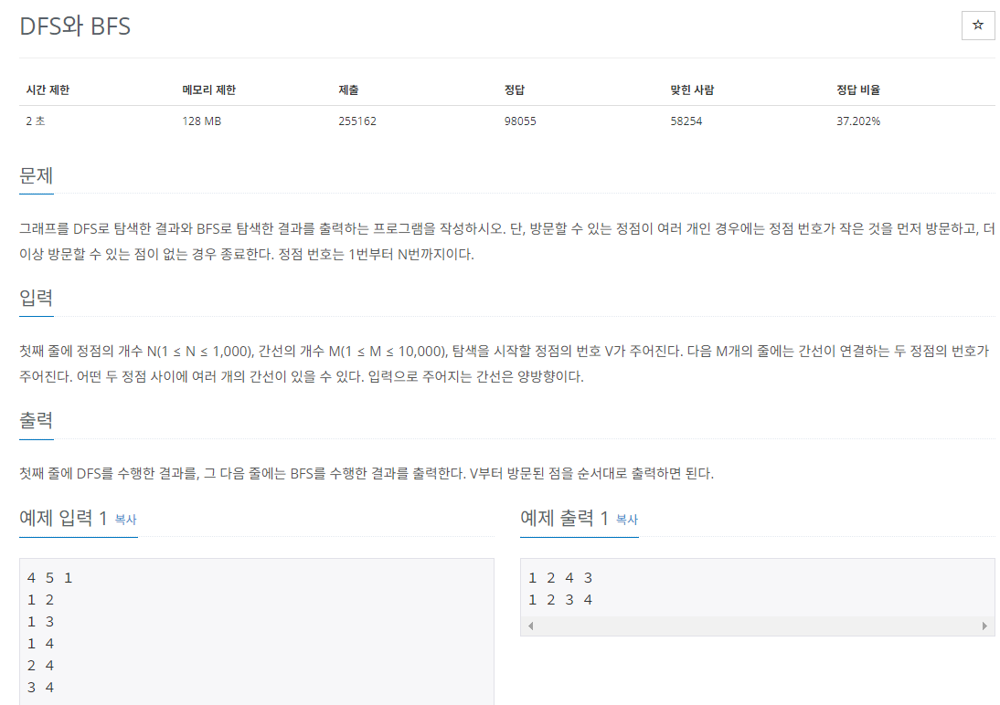 DFS와 BFS
☆
시간 제한 메모리 제한 제출 정답 맞힌 사람 정답 비율
2 초 128 MB 255162 98055 58254 37.202%
문제
그래프를 DFS로 탐색한 결과와 BFS로 탐색한 결과를 출력하는 프로그램을 작성하시오. 단, 방문할 수 있는 정점이 여러 개인 경우에는 정점 번호가 작은 것을 먼저 방문하고, 더
이상 방문할 수 있는 점이 없는 경우 종료한다. 정점 번호는 1번부터 N번까지이다.
입력
첫째 줄에 정점의 개수 N(1 ≤ N ≤ 1,000), 간선의 개수 M(1 ≤ M ≤ 10,000), 탐색을 시작할 정점의 번호 V가 주어진다. 다음 M개의 줄에는 간선이 연결하는 두 정점의 번호가
주어진다. 어떤 두 정점 사이에 여러 개의 간선이 있을 수 있다. 입력으로 주어지는 간선은 양방향이다.
출력
첫째 줄에 DFS를 수행한 결과를, 그 다음 줄에는 BFS를 수행한 결과를 출력한다. V부터 방문된 점을 순서대로 출력하면 된다.
예제 입력 1 복사
4 5 1
1 2
1 3
1 4
2 4
3 4
예제 출력 1 복사
1 2 4 3
1 2 3 4